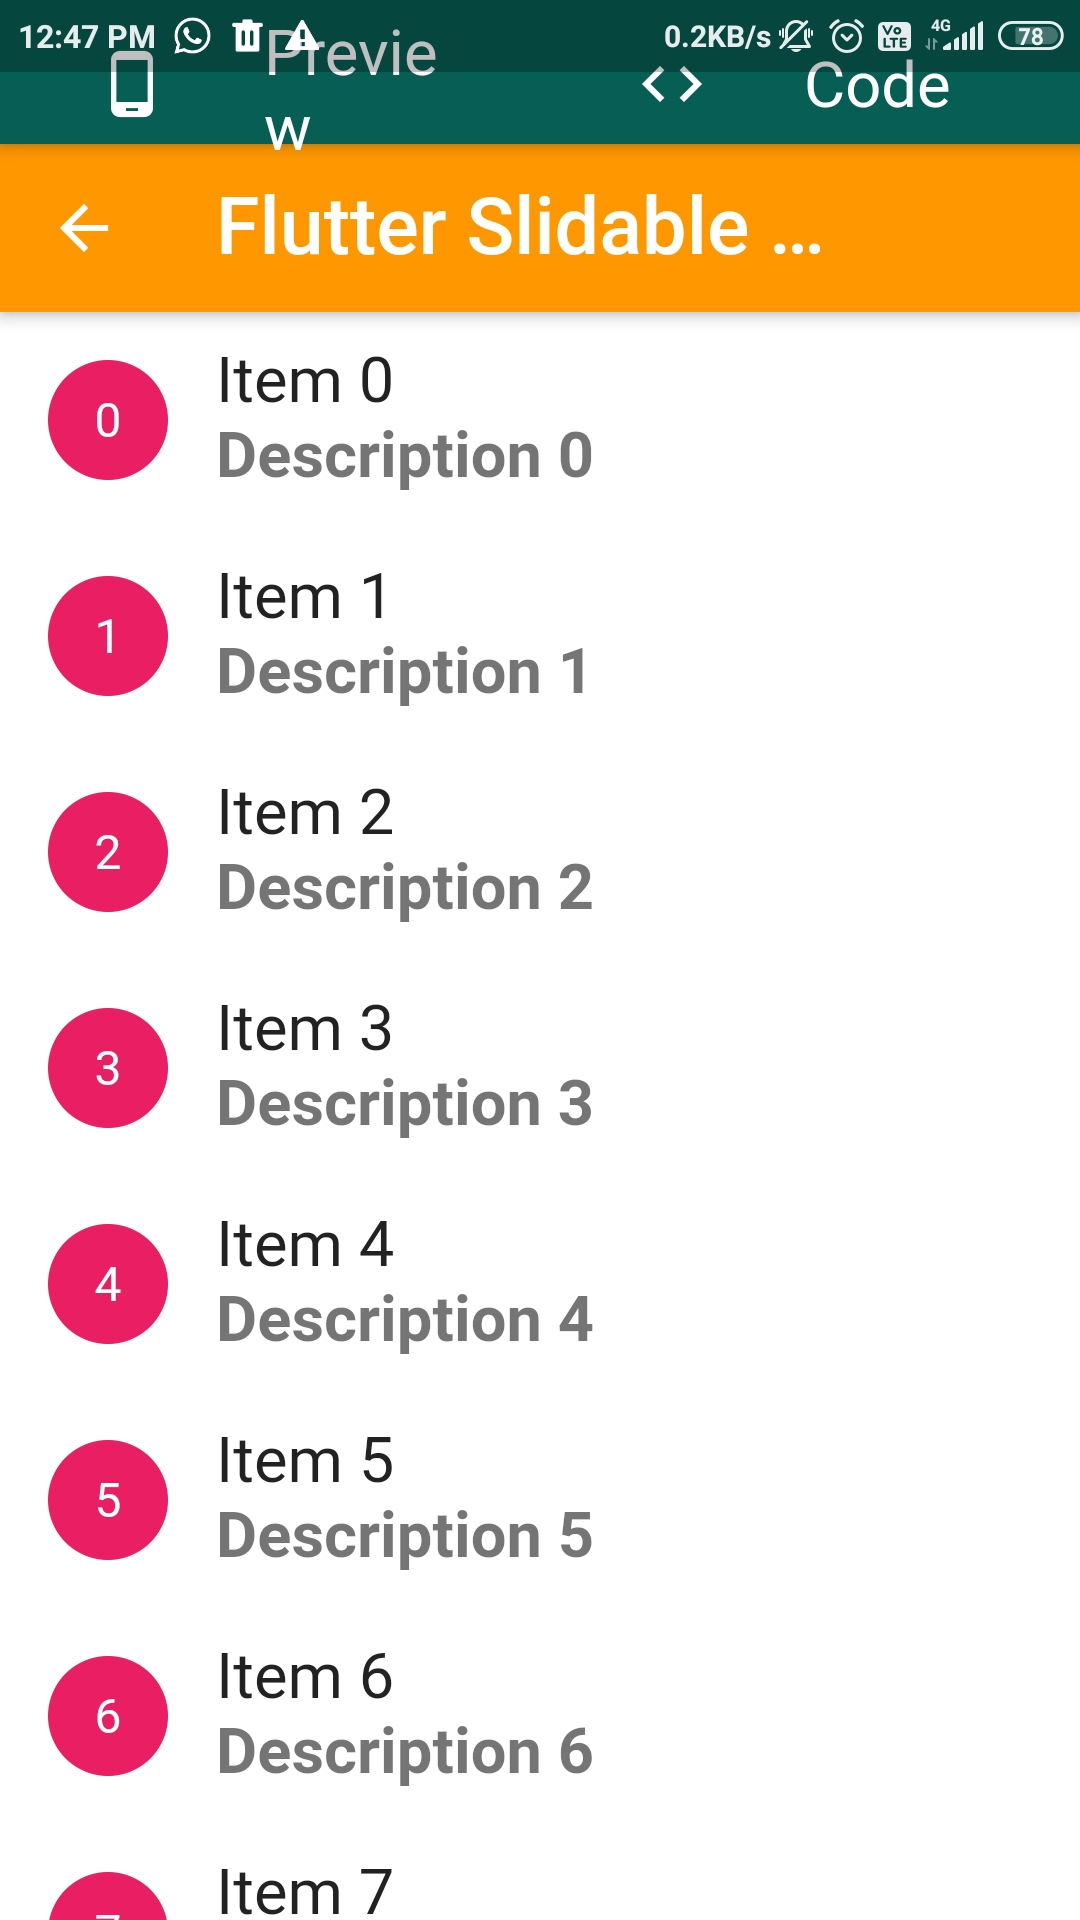 12:47 PM 0.2KB/s Vo LTE 4G 78
Previe
w
Code
Flutter Slidable ...
0
Item 0
Description 0
1
Item 1
Description 1
2
Item 2
Description 2
3
Item 3
Description 3
4
Item 4
Description 4
5
Item 5
Description 5
6
Item 6
Description 6
Item 7